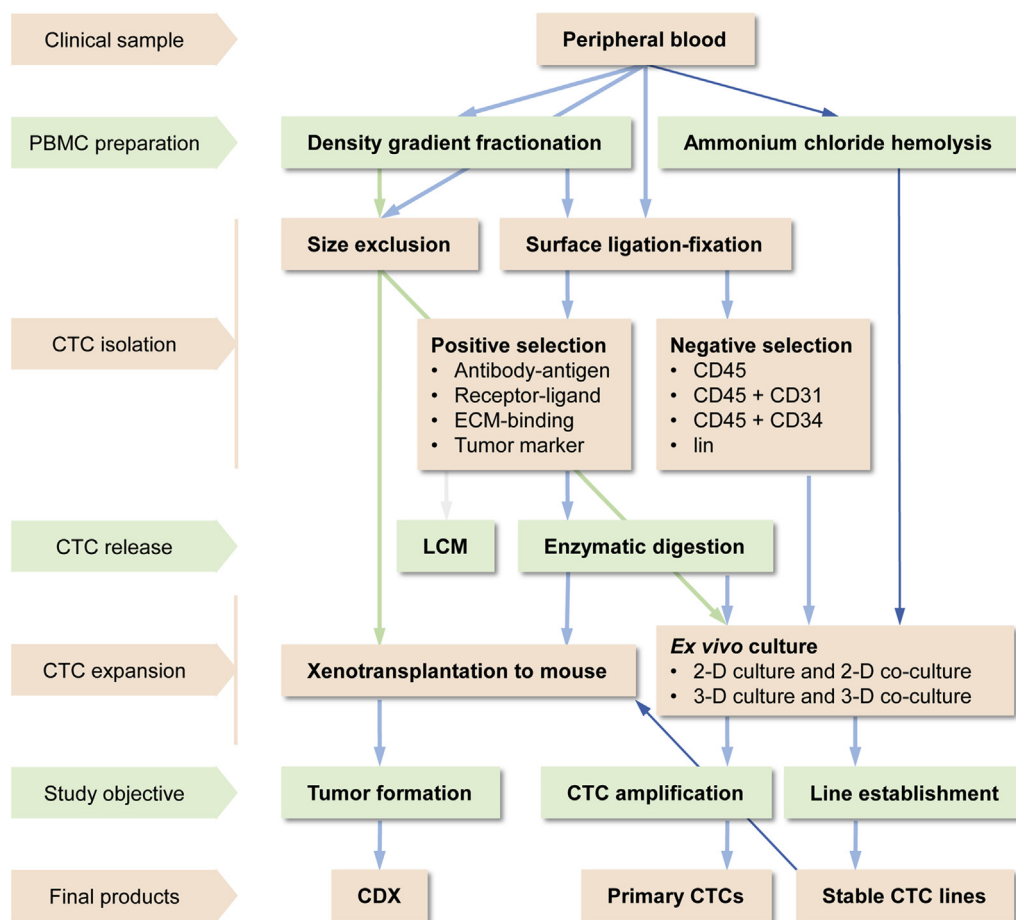 Clinical sample
Peripheral blood
PBMC preparation
Density gradient fractionation
Ammonium chloride hemolysis
Size exclusion
Surface ligation-fixation
CTC isolation
Positive selection
• Antibody-antigen
• Receptor-ligand
• ECM-binding
• Tumor marker
Negative selection
• CD45
• CD45 + CD31
• CD45 + CD34
• lin
CTC release
LCM
Enzymatic digestion
CTC expansion
Xenotransplantation to mouse
Ex vivo culture
• 2-D culture and 2-D co-culture
• 3-D culture and 3-D co-culture
Study objective
Tumor formation
CTC amplification
Line establishment
Final products
CDX
Primary CTCs
Stable CTC lines